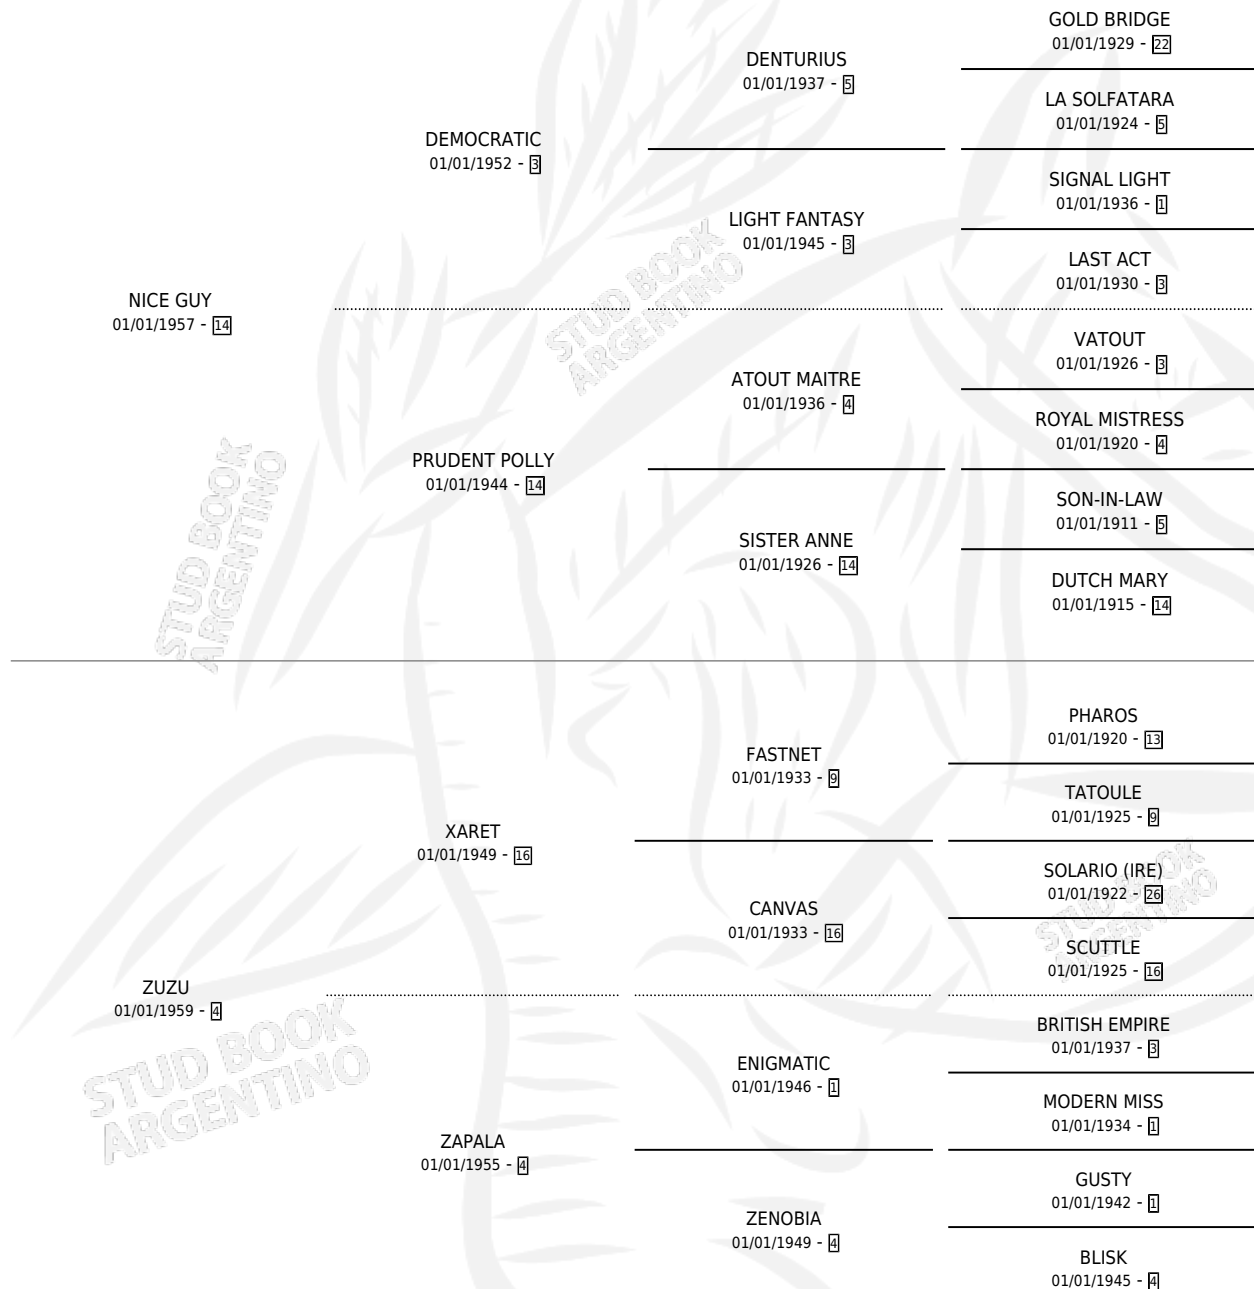 GOLD BRIDGE
01/01/1929 - 22
DENTURIUS
01/01/1937 - 5
LA SOLFATARA
01/01/1924 - 5
DEMOCRATIC
01/01/1952 - 3
SIGNAL LIGHT
01/01/1936 - 1
LIGHT FANTASY
01/01/1945 - 3
LAST ACT
01/01/1930 - 3
NICE GUY
01/01/1957 - 14
VATOUT
01/01/1926 - 3
ATOUT MAITRE
01/01/1936 - 4
ROYAL MISTRESS
01/01/1920 - 4
PRUDENT POLLY
01/01/1944 - 14
SON-IN-LAW
01/01/1911 - 5
SISTER ANNE
01/01/1926 - 14
DUTCH MARY
01/01/1915 - 14
PHAROS
01/01/1920 - 13
FASTNET
01/01/1933 - 9
TATOULE
01/01/1925 - 9
XARET
01/01/1949 - 16
SOLARIO (IRE)
01/01/1922 - 26
CANVAS
01/01/1933 - 16
SCUTTLE
01/01/1925 - 16
ZUZU
01/01/1959 - 4
BRITISH EMPIRE
01/01/1937 - 3
ENIGMATIC
01/01/1946 - 1
MODERN MISS
01/01/1934 - 1
ZAPALA
01/01/1955 - 4
GUSTY
01/01/1942 - 1
ZENOBIA
01/01/1949 - 4
BLISK
01/01/1945 - 4
STUD BOOK
ARGENTINO
STUD BOOK
ARGENTINO
STUD BOOK
ARGENTINO
STUD BOOK
ARGENTINO